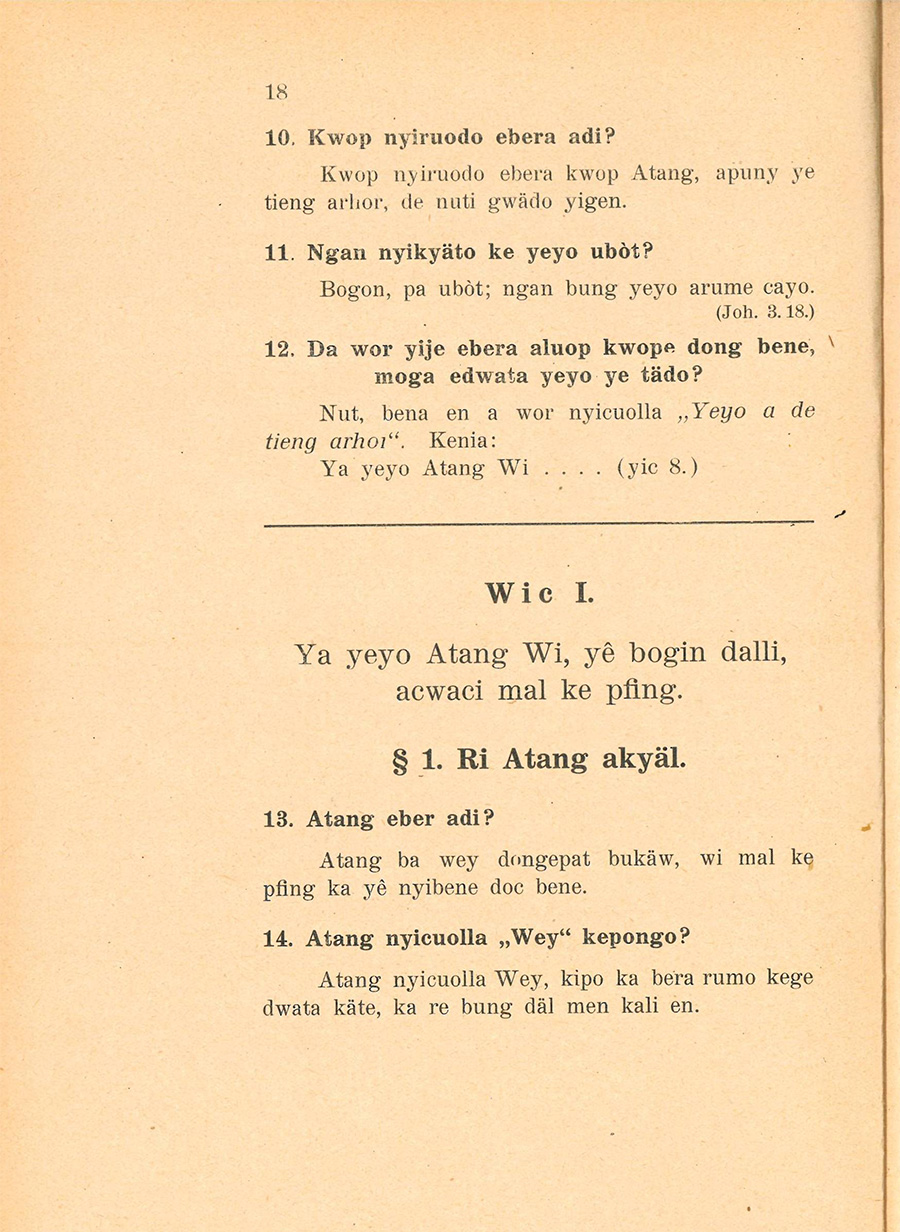 18
10. Kwop nyiruodo ebera adi?
Kwop nyiruodo ebera kwop Atang, apuny ye
tieng arhor, de nuti gwädo yigen.
11. Ngan nyikyäto ke yeyo ubòt?
Bogon, pa ubòt; ngan bung yeyo arume cayo.
(Joh. 3.18.)
12. Da wor yije ebera aluop kwope dong bene,
moga edwata yeyo ye tädo?
Nut, bena en a wor nyicuolla „Yeyo a de
tieng arhor“. Kenia:
Ya yeyo Atang Wi . . . . (yic 8.)
Wic I.
Ya yeyo Atang Wi, yê bogin dalli,
acwaci mal ke pfing.
§ 1. Ri Atang akyäl.
13. Atang eber adi?
Atang ba wey dongepat bukäw, wi mal ke
pfing ka yê nyibene doc bene.
14. Atang nyicuolla „Wey“ kepongo?
Atang nyicuolla Wey, kipo ka bera rumo kege
dwata käte, ka re bung däl men kali en.